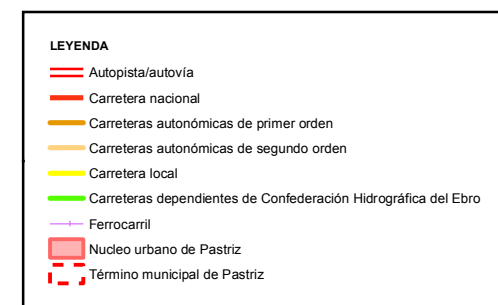 LEYENDA
Autopista/autovía
Carretera nacional
Carreteras autonómicas de primer orden
Carreteras autonómicas de segundo orden
Carretera local
Carreteras dependientes de Confederación Hidrográfica del Ebro
Ferrocarril
Nucleo urbano de Pastriz
Término municipal de Pastriz